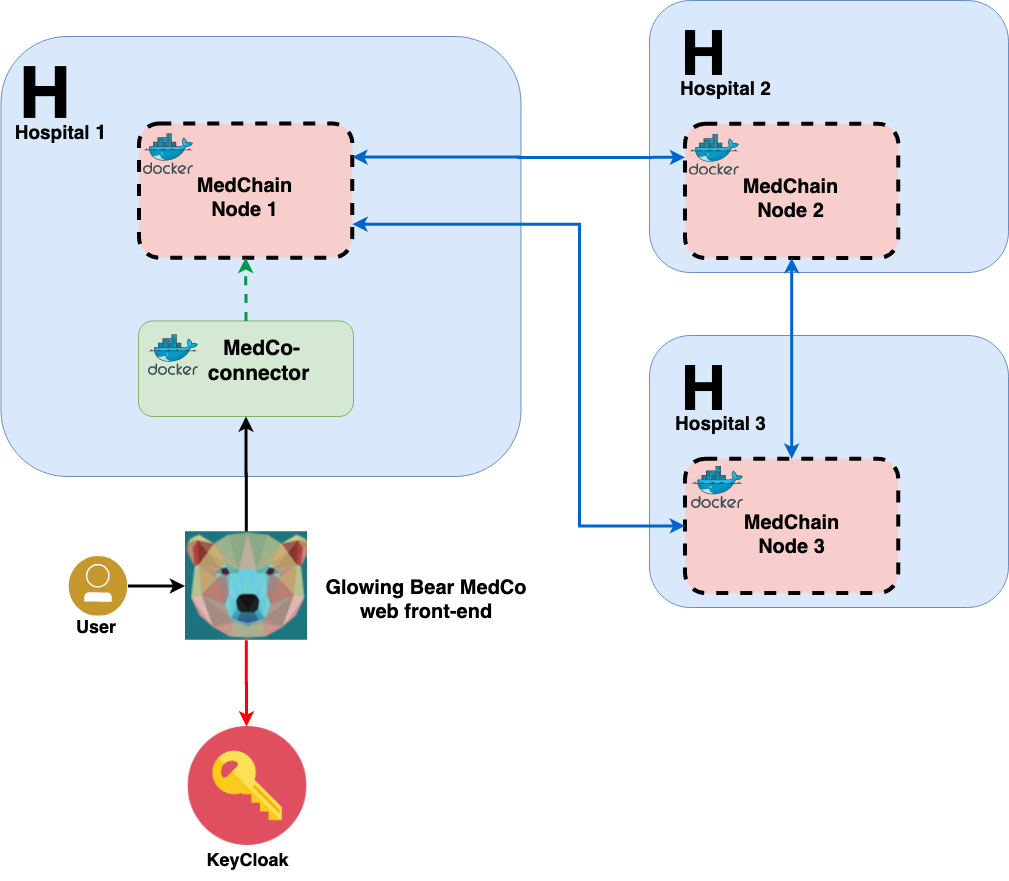 H
Hospital 1
docker
MedChain
Node 1
docker
MedCo-
connector
H
Hospital 2
docker
MedChain
Node 2
H
Hospital 3
docker
MedChain
Node 3
User
Glowing Bear MedCo
web front-end
KeyCloak